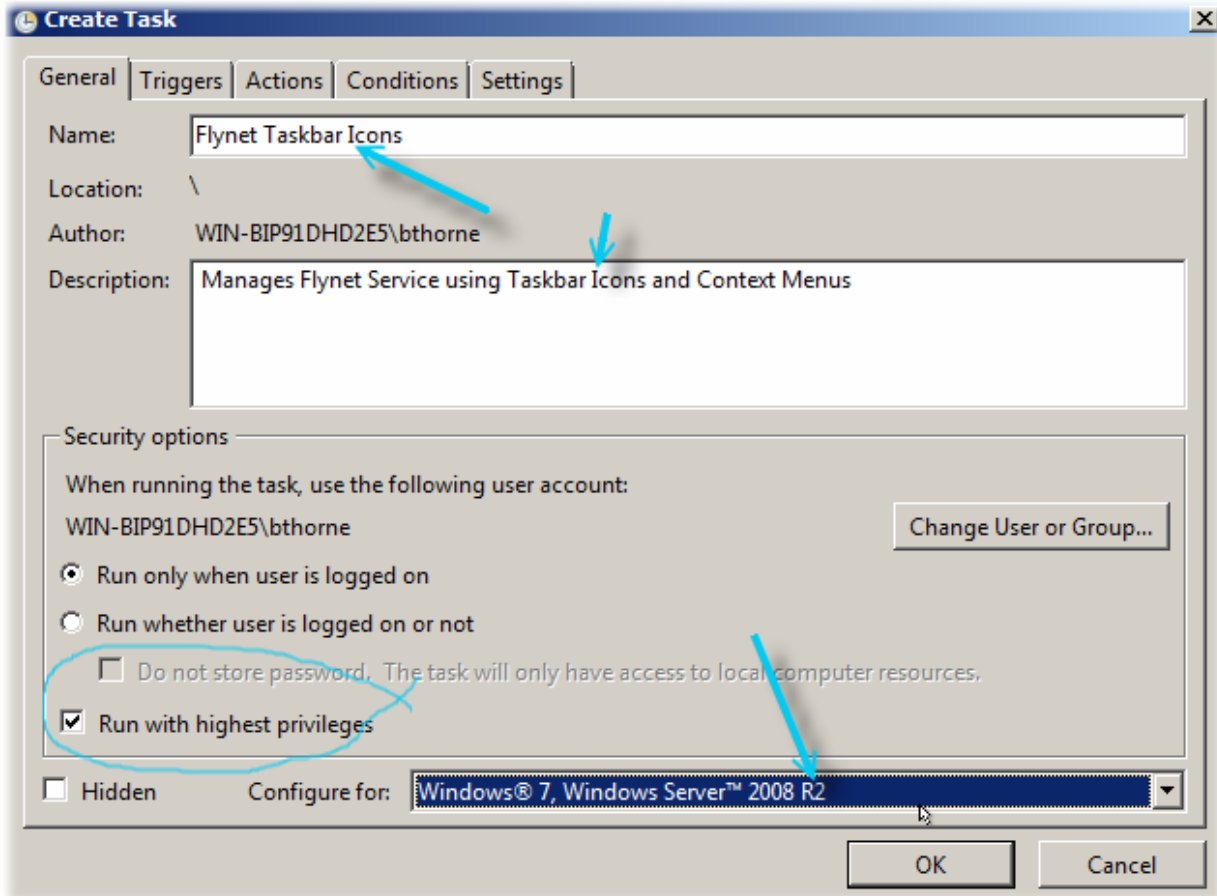 Create Task
General Triggers Actions Conditions Settings
Name: Flynet Taskbar Icons
Location: \
Author: WIN-BIP91DHD2E5\bthorne
Description: Manages Flynet Service using Taskbar Icons and Context Menus
Security options
When running the task, use the following user account:
WIN-BIP91DHD2E5\bthorne Change User or Group...
Run only when user is logged on
Run whether user is logged on or not
Do not store password. The task will only have access to local computer resources.
Run with highest privileges
Hidden Configure for: Windows® 7, Windows Server™ 2008 R2
OK Cancel